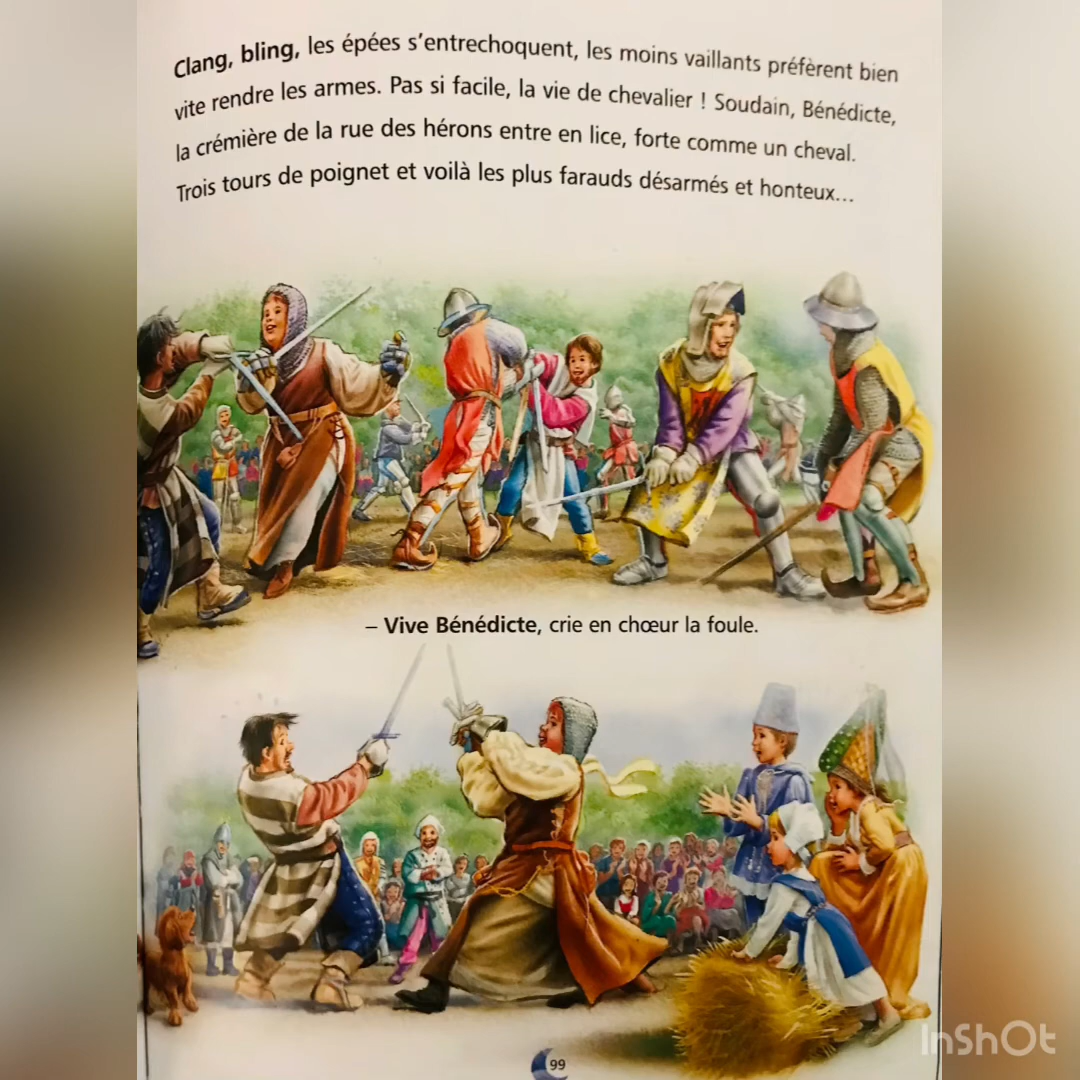 Clang, bling, les épées s'entrechoquent, les moins vaillants préfèrent bien
vite rendre les armes. Pas si facile, la vie de chevalier ! Soudain, Bénédicte,
la crémière de la rue des hérons entre en lice, forte comme un cheval.
Trois tours de poignet et voilà les plus farauds désarmés et honteux...
– Vive Bénédicte, crie en chœur la foule.
99
InShOt